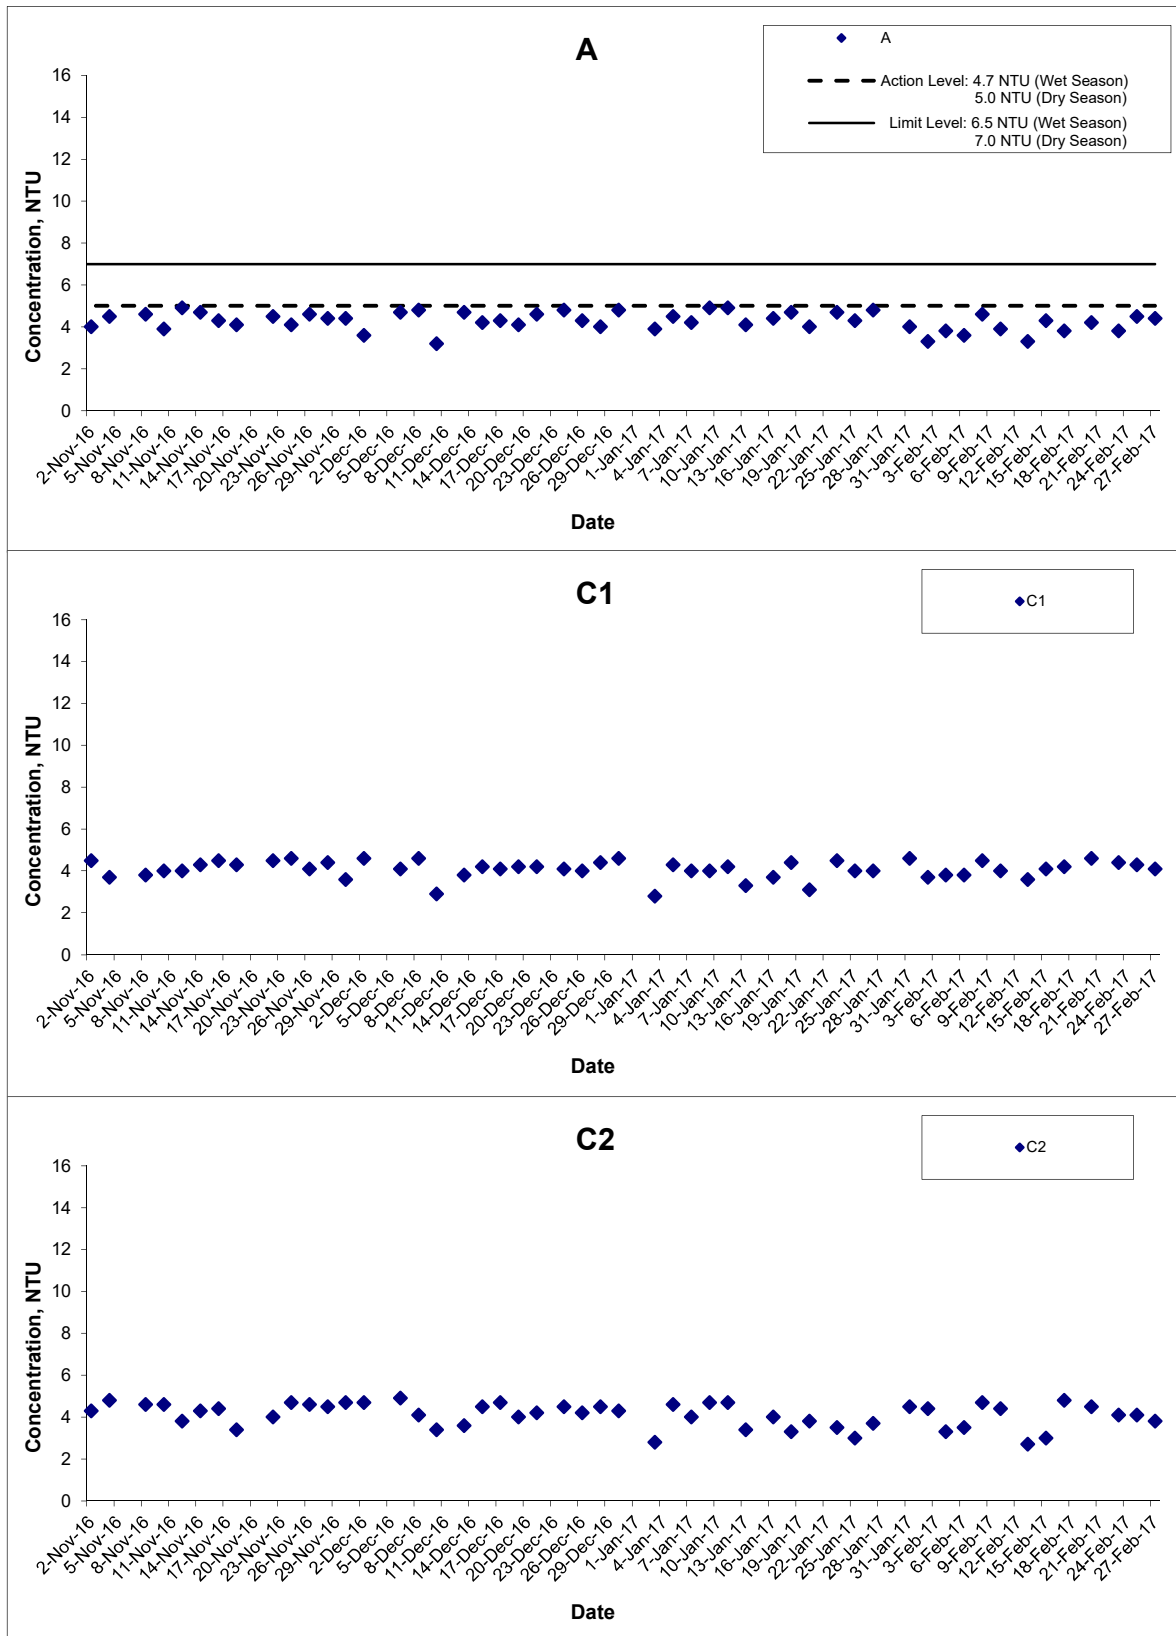 A
A
Action Level: 4.7 NTU (Wet Season)
5.0 NTU (Dry Season)
Limit Level: 6.5 NTU (Wet Season)
7.0 NTU (Dry Season)
Concentration, NTU
16
14
12
10
8
6
4
2
0
2-Nov-16
5-Nov-16
8-Nov-16
11-Nov-16
14-Nov-16
17-Nov-16
20-Nov-16
23-Nov-16
26-Nov-16
29-Nov-16
2-Dec-16
5-Dec-16
8-Dec-16
11-Dec-16
14-Dec-16
17-Dec-16
20-Dec-16
23-Dec-16
26-Dec-16
29-Dec-16
1-Jan-17
4-Jan-17
7-Jan-17
10-Jan-17
13-Jan-17
16-Jan-17
19-Jan-17
22-Jan-17
25-Jan-17
28-Jan-17
31-Jan-17
3-Feb-17
6-Feb-17
9-Feb-17
12-Feb-17
15-Feb-17
18-Feb-17
21-Feb-17
24-Feb-17
27-Feb-17
Date
C1
C1
Concentration, NTU
16
14
12
10
8
6
4
2
0
2-Nov-16
5-Nov-16
8-Nov-16
11-Nov-16
14-Nov-16
17-Nov-16
20-Nov-16
23-Nov-16
26-Nov-16
29-Nov-16
2-Dec-16
5-Dec-16
8-Dec-16
11-Dec-16
14-Dec-16
17-Dec-16
20-Dec-16
23-Dec-16
26-Dec-16
29-Dec-16
1-Jan-17
4-Jan-17
7-Jan-17
10-Jan-17
13-Jan-17
16-Jan-17
19-Jan-17
22-Jan-17
25-Jan-17
28-Jan-17
31-Jan-17
3-Feb-17
6-Feb-17
9-Feb-17
12-Feb-17
15-Feb-17
18-Feb-17
21-Feb-17
24-Feb-17
27-Feb-17
Date
C2
C2
Concentration, NTU
16
14
12
10
8
6
4
2
0
2-Nov-16
5-Nov-16
8-Nov-16
11-Nov-16
14-Nov-16
17-Nov-16
20-Nov-16
23-Nov-16
26-Nov-16
29-Nov-16
2-Dec-16
5-Dec-16
8-Dec-16
11-Dec-16
14-Dec-16
17-Dec-16
20-Dec-16
23-Dec-16
26-Dec-16
29-Dec-16
1-Jan-17
4-Jan-17
7-Jan-17
10-Jan-17
13-Jan-17
16-Jan-17
19-Jan-17
22-Jan-17
25-Jan-17
28-Jan-17
31-Jan-17
3-Feb-17
6-Feb-17
9-Feb-17
12-Feb-17
15-Feb-17
18-Feb-17
21-Feb-17
24-Feb-17
27-Feb-17
Date